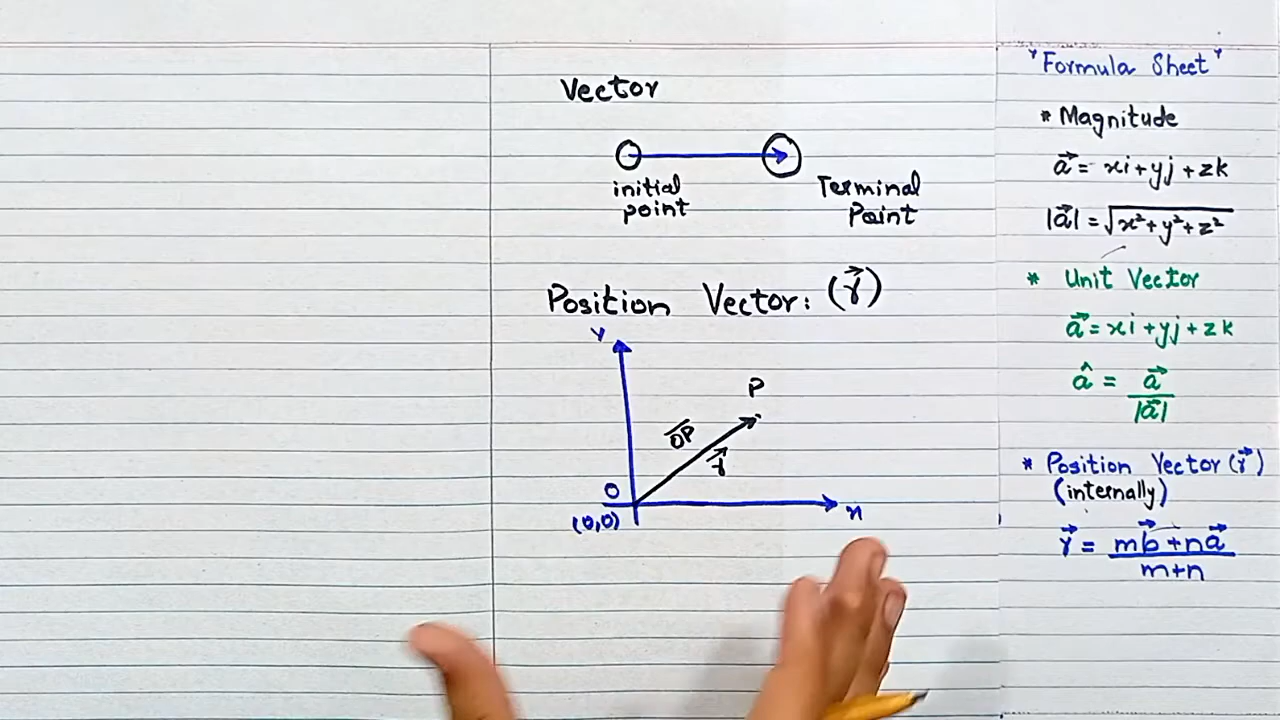 Vector
initial
point
Terminal
Point
Position Vector: (r⃗)
y
P
OP
r⃗
O
(0,0)
x
"Formula Sheet"
* Magnitude
a⃗ = xi + yj + zk
|a⃗| = √x² + y² + z²
* Unit Vector
a⃗ = xi + yj + zk
â = a⃗
|a⃗|
* Position Vector (r⃗)
(internally)
r⃗ = mb⃗ + na⃗
m+n